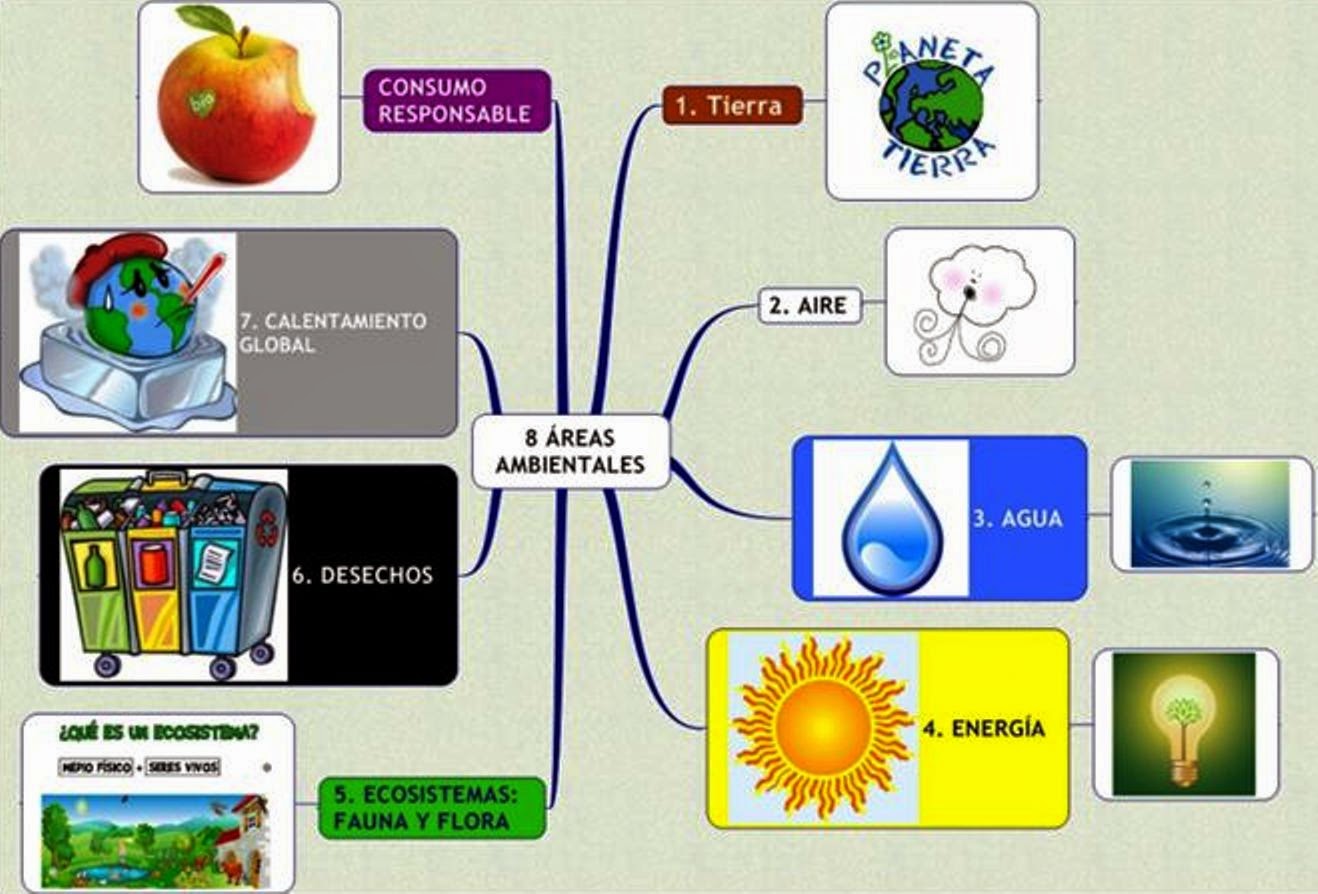 CONSUMO
RESPONSABLE
bio
1. Tierra
PLANETA
TIERRA
2. AIRE
7. CALENTAMIENTO
GLOBAL
8 ÁREAS
AMBIENTALES
3. AGUA
6. DESECHOS
4. ENERGÍA
¿QUÉ ES UN ECOSISTEMA?
MEDIO FÍSICO + SERES VIVOS
5. ECOSISTEMAS:
FAUNA Y FLORA